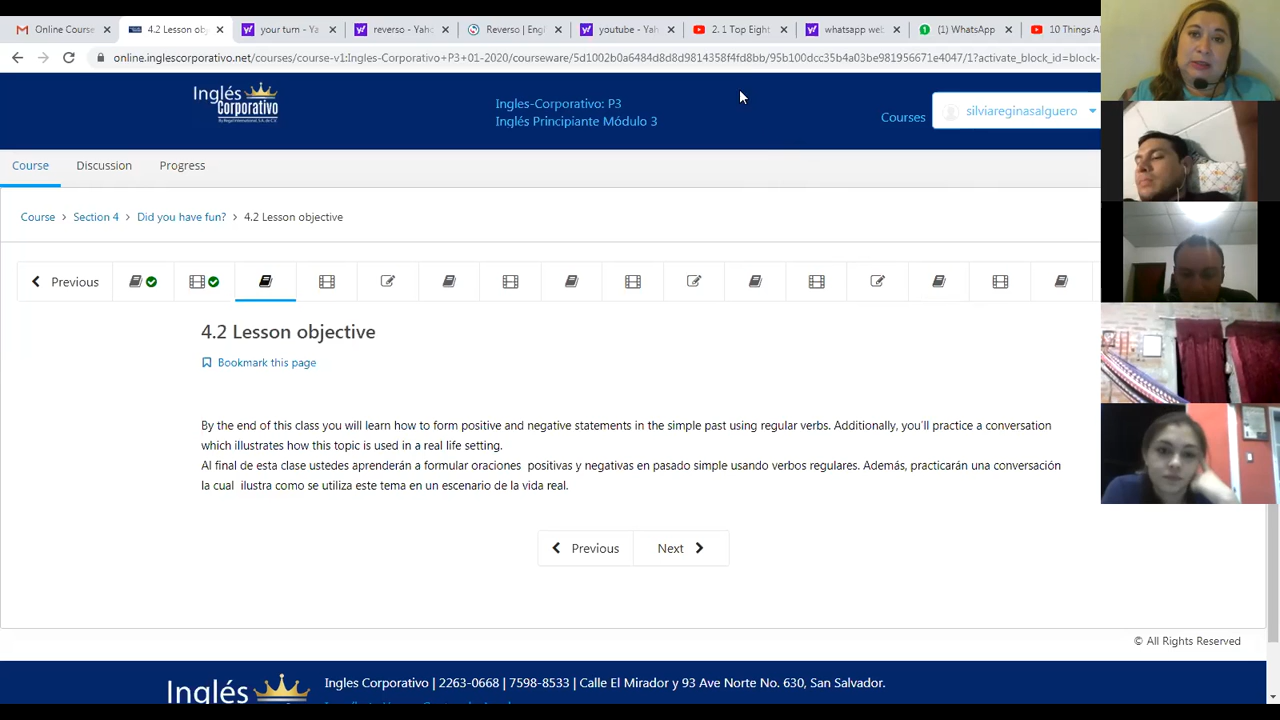 Online Course
4.2 Lesson ob
your turn - Ya
reverso - Yaho
Reverso | Engl
youtube - Yah
2. 1 Top Eight
whatsapp web
(1) WhatsApp
10 Things A
online.inglescorporativo.net/courses/course-v1:Ingles-Corporativo+P3+01-2020/courseware/5d1002b0a6484d8d8d9814358f4fd8bb/95b100dcc35b4a03be981956671e4047/1?activate_block_id=block-
Inglés
Corporativo
Ingles-Corporativo: P3
Inglés Principiante Módulo 3
Courses
silviareginasalguero
Course
Discussion
Progress
Course > Section 4 > Did you have fun? > 4.2 Lesson objective
Previous
4.2 Lesson objective
Bookmark this page
By the end of this class you will learn how to form positive and negative statements in the simple past using regular verbs. Additionally, you´ll practice a conversation
which illustrates how this topic is used in a real life setting.
Al final de esta clase ustedes aprenderán a formular oraciones positivas y negativas en pasado simple usando verbos regulares. Además, practicarán una conversación
la cual ilustra como se utiliza este tema en un escenario de la vida real.
Previous
Next
© All Rights Reserved
Inglés
Ingles Corporativo | 2263-0668 | 7598-8533 | Calle El Mirador y 93 Ave Norte No. 630, San Salvador.